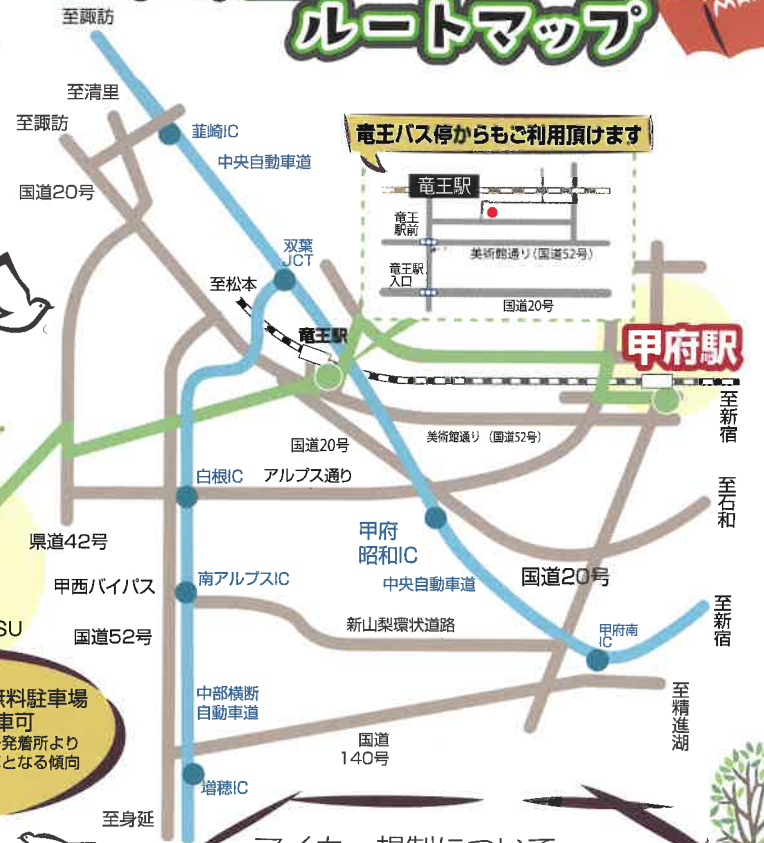 ルートマップ
至諏訪
至清里
至諏訪
韮崎IC
中央自動車道
国道20号
竜王バス停からもご利用頂けます
竜王駅
竜王
駅前
美術館通り(国道52号)
竜王駅
入口
国道20号
双葉
JCT
至松本
竜王駅
甲府駅
至新宿
美術館通り (国道52号)
国道20号
白根IC
アルプス通り
至石和
県道42号
甲府
昭和IC
甲西バイパス
南アルプスIC
中央自動車道
国道20号
SU
国道52号
新山梨環状道路
甲府南
IC
至新宿
無料駐車場
車可
発着所より
となる傾向
中部横断
自動車道
至精進湖
国道
140号
増穂IC
至身延